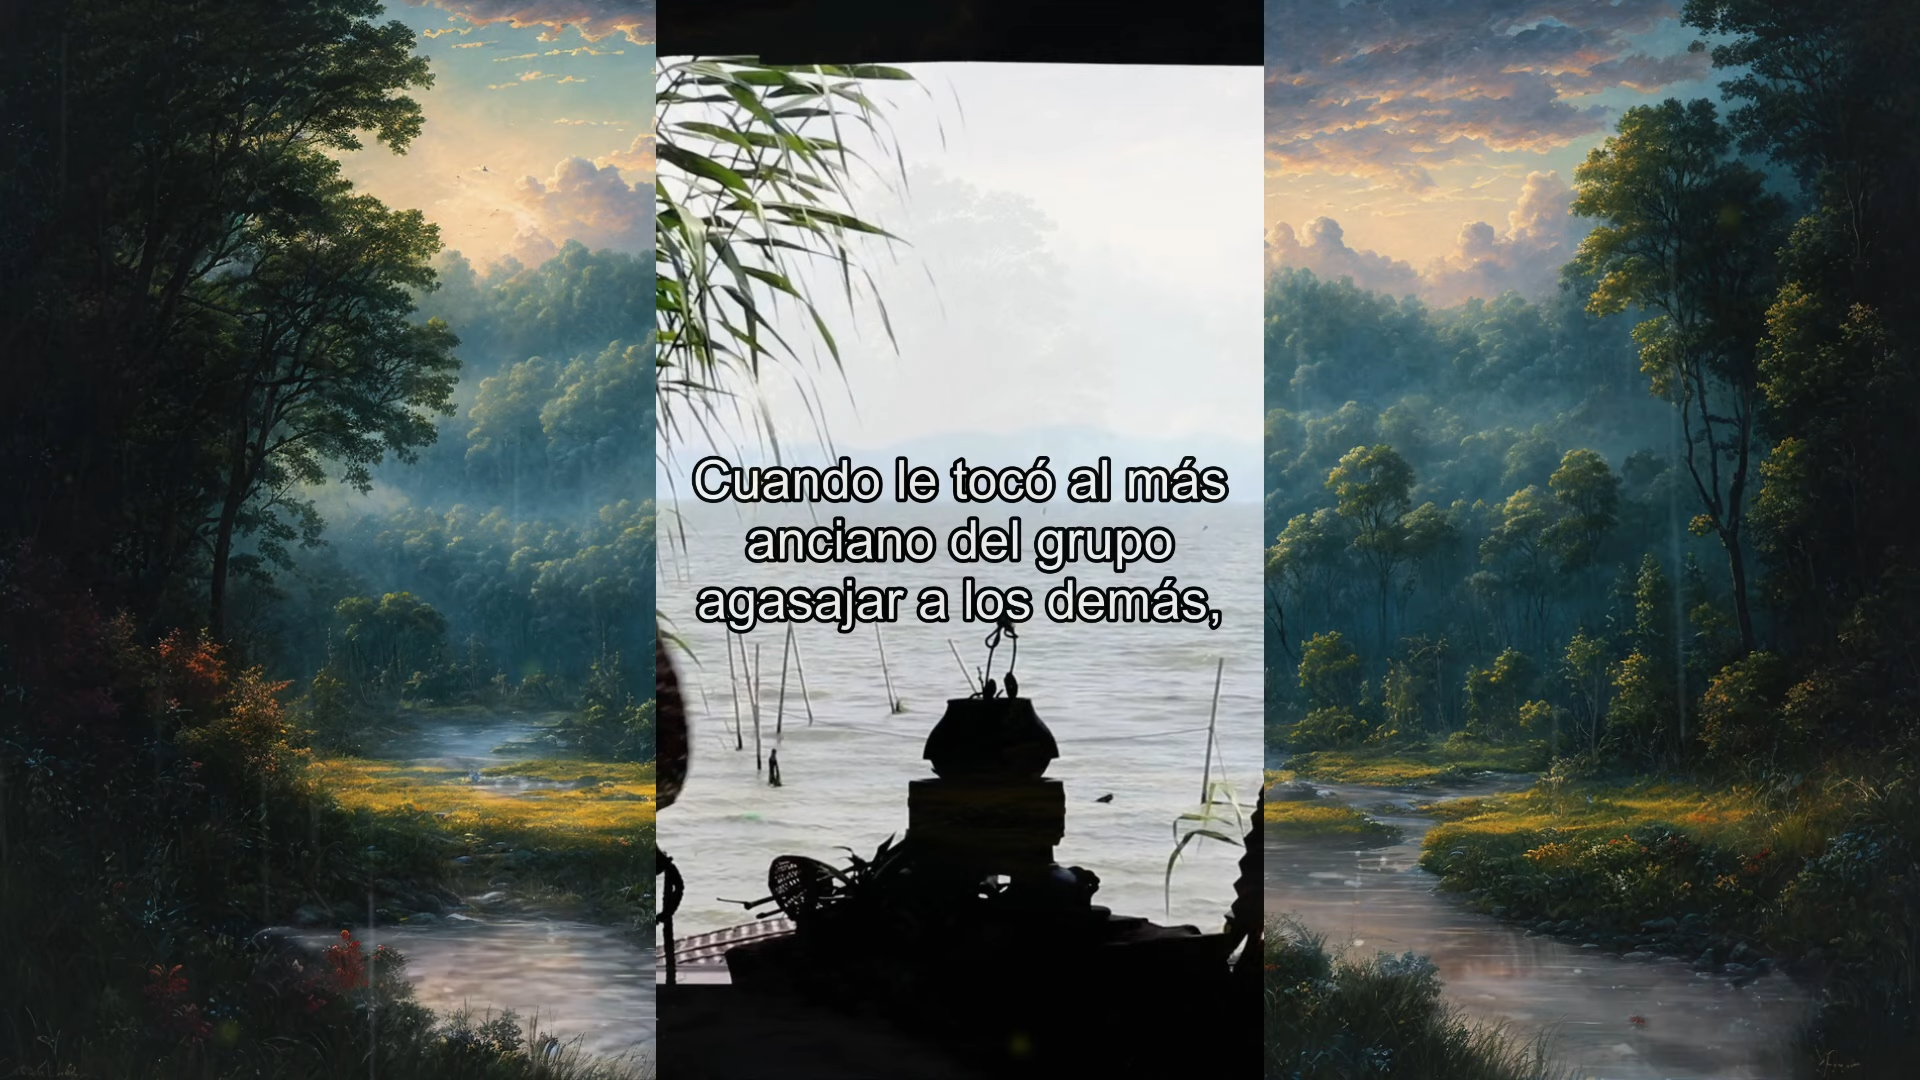 Cuando le tocó al más
anciano del grupo
agasajar a los demás,